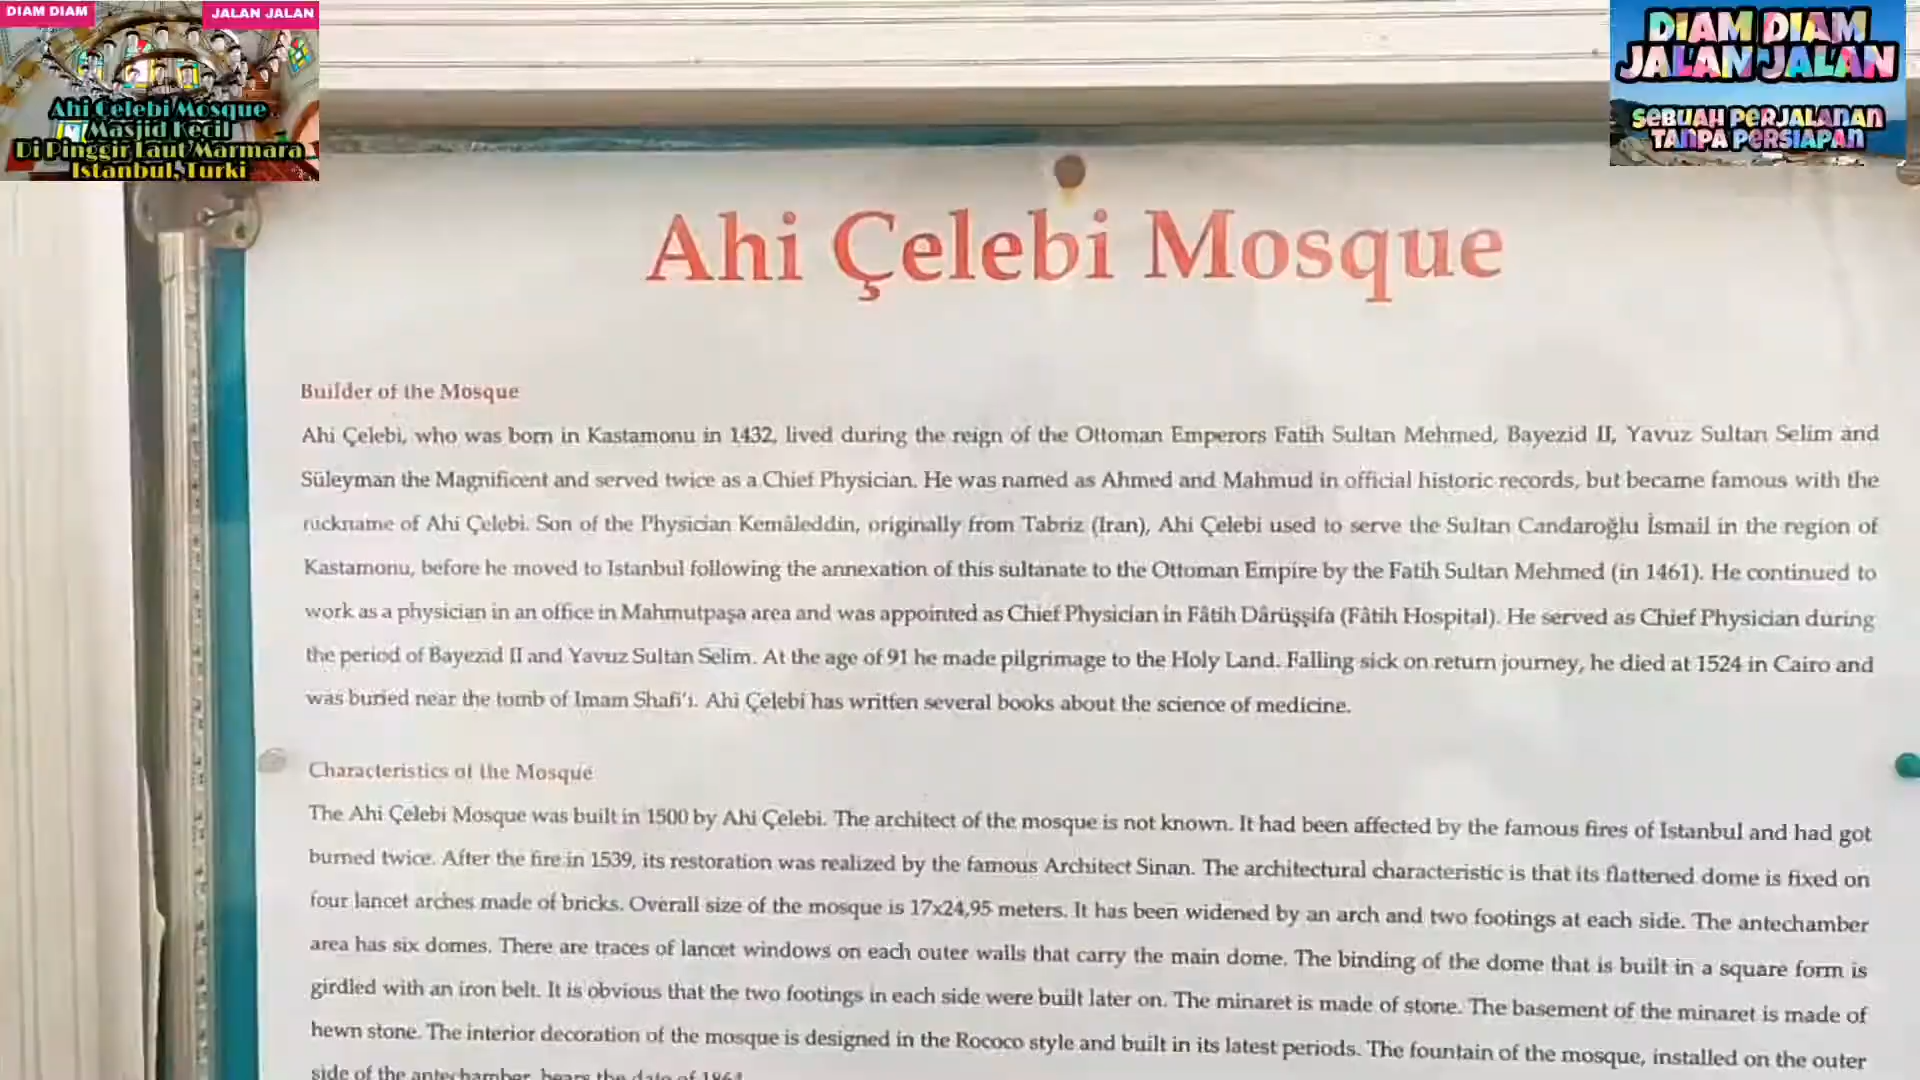 DIAM DIAM
JALAN JALAN
Ahi Çelebi Mosque
Masjid Kecil
Di Pinggir Laut Marmara
Istanbul, Turki
DIAM DIAM
JALAN JALAN
SEBUAH PERJALANAN
TANPA PERSIAPAN
Ahi Çelebi Mosque
Builder of the Mosque
Ahi Çelebi, who was born in Kastamonu in 1432, lived during the reign of the Ottoman Emperors Fatih Sultan Mehmed, Bayezid II, Yavuz Sultan Selim and
Süleyman the Magnificent and served twice as a Chief Physician. He was named as Ahmed and Mahmud in official historic records, but became famous with the
nickname of Ahi Çelebi. Son of the Physician Kemâleddin, originally from Tabriz (Iran), Ahi Çelebi used to serve the Sultan Candaroğlu İsmail in the region of
Kastamonu, before he moved to Istanbul following the annexation of this sultanate to the Ottoman Empire by the Fatih Sultan Mehmed (in 1461). He continued to
work as a physician in an office in Mahmutpaşa area and was appointed as Chief Physician in Fâtih Dârüşşifa (Fâtih Hospital). He served as Chief Physician during
the period of Bayezid II and Yavuz Sultan Selim. At the age of 91 he made pilgrimage to the Holy Land. Falling sick on return journey, he died at 1524 in Cairo and
was buried near the tomb of Imam Shafi'i. Ahi Çelebi has written several books about the science of medicine.
Characteristics of the Mosque
The Ahi Çelebi Mosque was built in 1500 by Ahi Çelebi. The architect of the mosque is not known. It had been affected by the famous fires of Istanbul and had got
burned twice. After the fire in 1539, its restoration was realized by the famous Architect Sinan. The architectural characteristic is that its flattened dome is fixed on
four lancet arches made of bricks. Overall size of the mosque is 17x24,95 meters. It has been widened by an arch and two footings at each side. The antechamber
area has six domes. There are traces of lancet windows on each outer walls that carry the main dome. The binding of the dome that is built in a square form is
girdled with an iron belt. It is obvious that the two footings in each side were built later on. The minaret is made of stone. The basement of the minaret is made of
hewn stone. The interior decoration of the mosque is designed in the Rococo style and built in its latest periods. The fountain of the mosque, installed on the outer
side of the antechamber, bears the date of